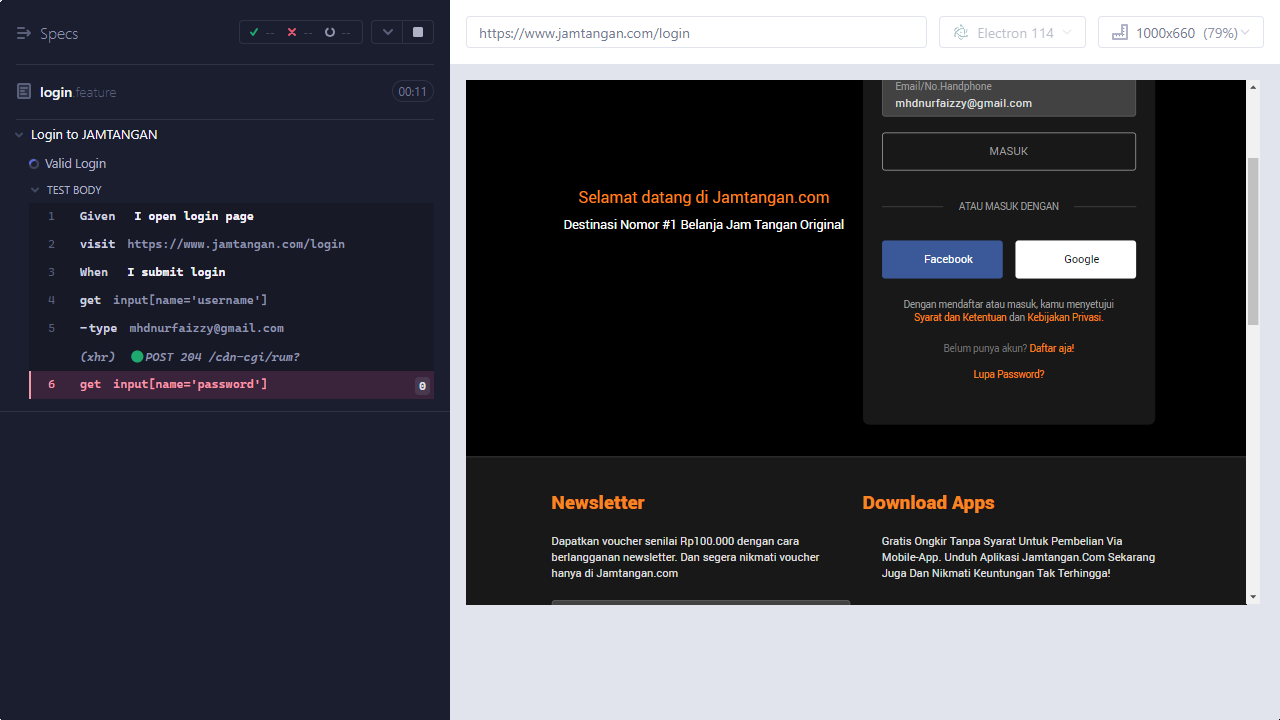 Specs
-- -- --
login.feature
00:11
Login to JAMTANGAN
Valid Login
TEST BODY
1 Given I open login page
2 visit https://www.jamtangan.com/login
3 When I submit login
4 get input[name='username']
5 -type mhdnurfaizzy@gmail.com
(xhr) POST 204 /cdn-cgi/rum?
6 get input[name='password'] 0
https://www.jamtangan.com/login
Electron 114
1000x660 (79%)
Selamat datang di Jamtangan.com
Destinasi Nomor #1 Belanja Jam Tangan Original
Email/No.Handphone
mhdnurfaizzy@gmail.com
MASUK
ATAU MASUK DENGAN
Facebook
Google
Dengan mendaftar atau masuk, kamu menyetujui
Syarat dan Ketentuan dan Kebijakan Privasi.
Belum punya akun? Daftar aja!
Lupa Password?
Newsletter
Dapatkan voucher senilai Rp100.000 dengan cara
berlangganan newsletter. Dan segera nikmati voucher
hanya di Jamtangan.com
Download Apps
Gratis Ongkir Tanpa Syarat Untuk Pembelian Via
Mobile-App. Unduh Aplikasi Jamtangan.Com Sekarang
Juga Dan Nikmati Keuntungan Tak Terhingga!